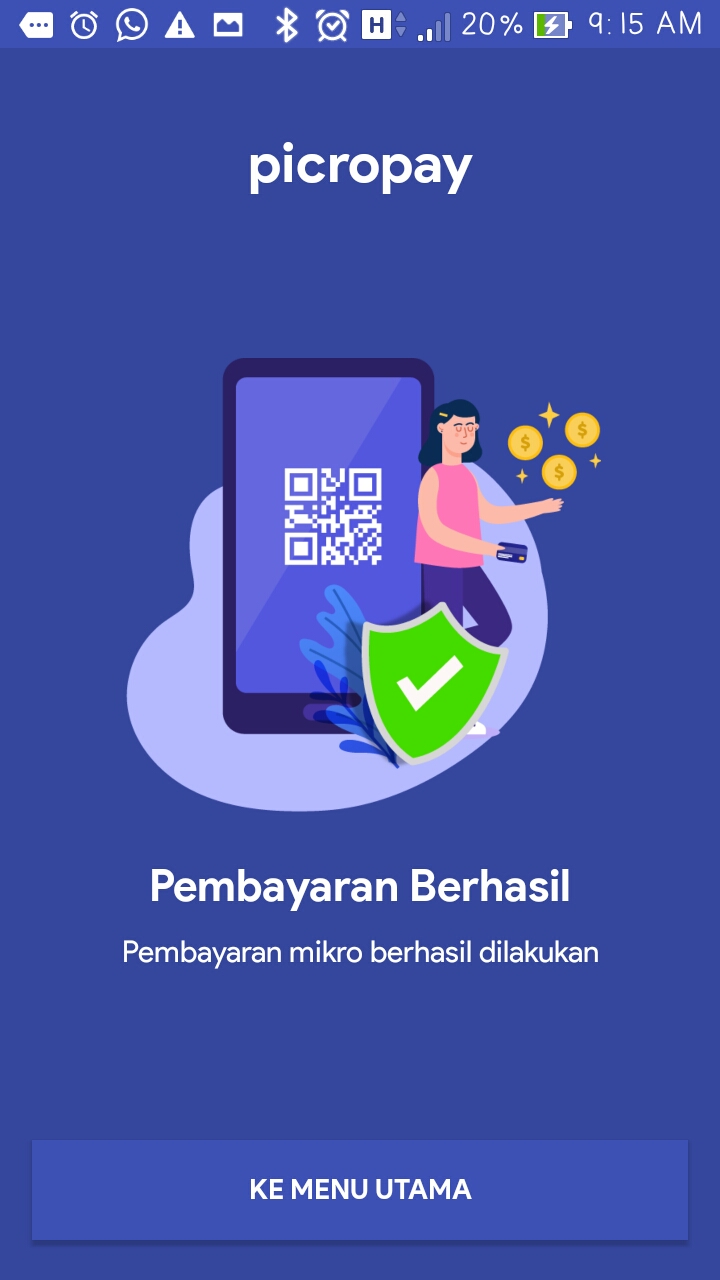 H 20% 9:15 AM
picropay
$ $ $
Pembayaran Berhasil
Pembayaran mikro berhasil dilakukan
KE MENU UTAMA